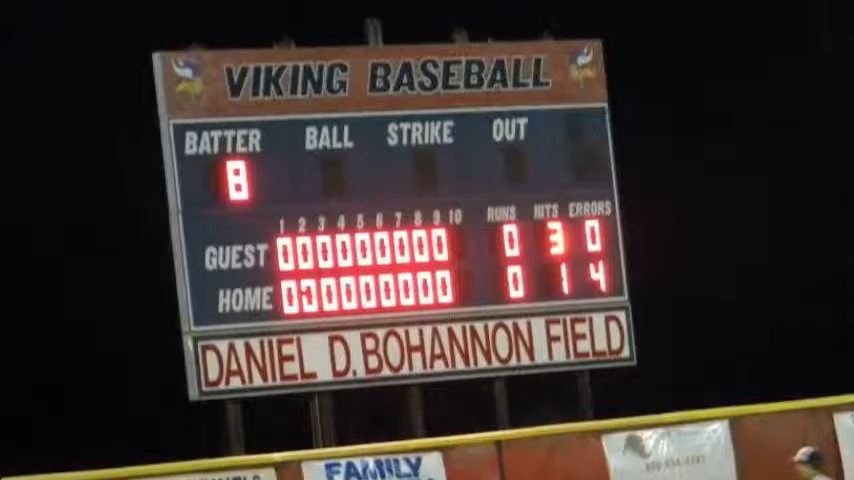 VIKING BASEBALL
BATTER BALL STRIKE OUT
8
1 2 3 4 5 6 7 8 9 10 RUNS HITS ERRORS
GUEST 0 0 0 0 0 0 0 0 0 0 3 0
HOME 0 0 0 0 0 0 0 0 0 0 1 4
DANIEL D. BOHANNON FIELD
FAMILY